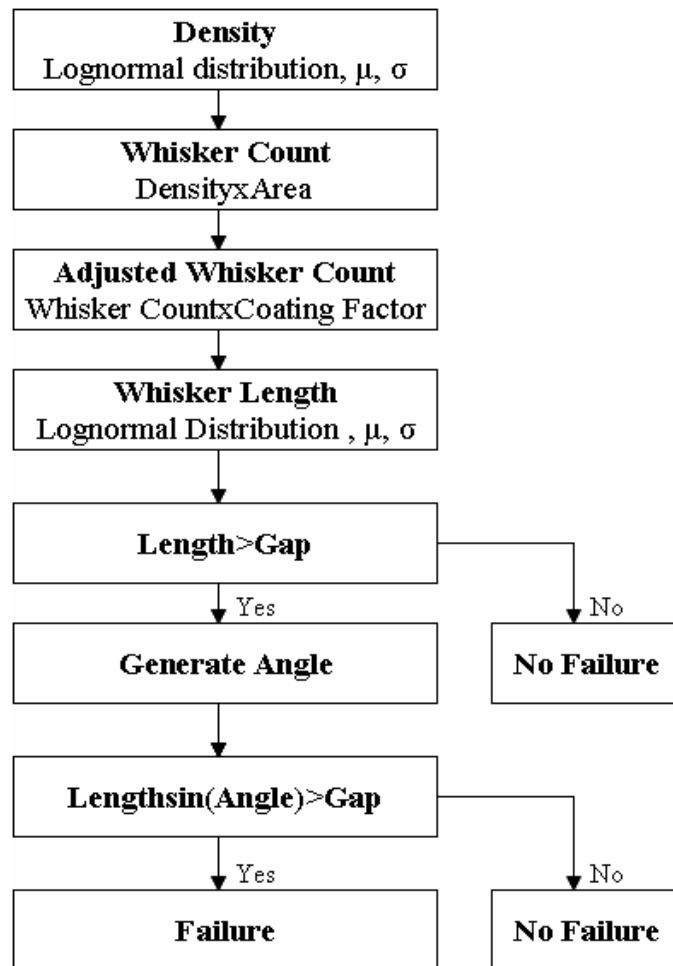 Density
Lognormal distribution, μ, σ
Whisker Count
DensityxArea
Adjusted Whisker Count
Whisker CountxCoating Factor
Whisker Length
Lognormal Distribution , μ, σ
Length>Gap
Yes
No
Generate Angle
No Failure
Lengthsin(Angle)>Gap
Yes
No
Failure
No Failure